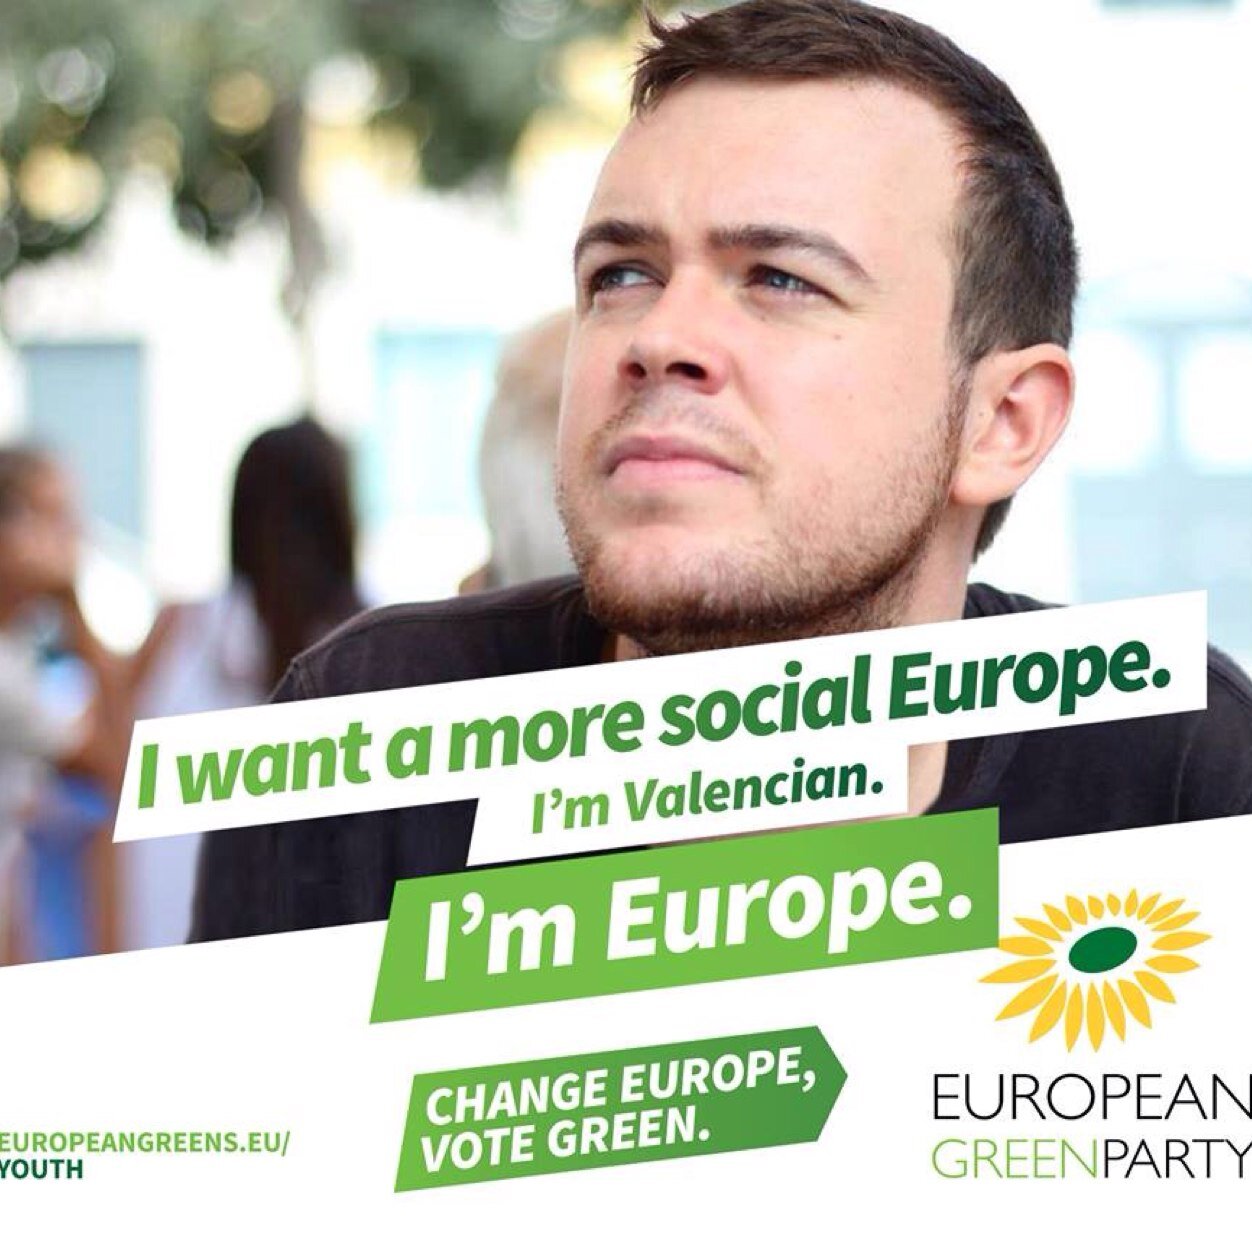 I want a more social Europe.
I'm Valencian.
I'm Europe.
CHANGE EUROPE,
VOTE GREEN.
EUROPEANGREENS.EU/
YOUTH
EUROPEAN
GREENPARTY